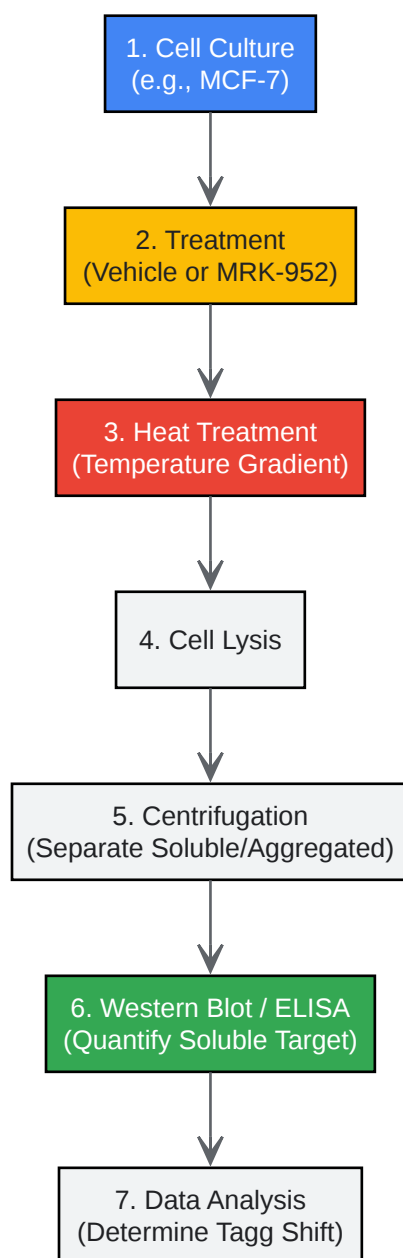 1. Cell Culture
(e.g., MCF-7)
2. Treatment
(Vehicle or MRK-952)
3. Heat Treatment
(Temperature Gradient)
4. Cell Lysis
5. Centrifugation
(Separate Soluble/Aggregated)
6. Western Blot / ELISA
(Quantify Soluble Target)
7. Data Analysis
(Determine Tagg Shift)